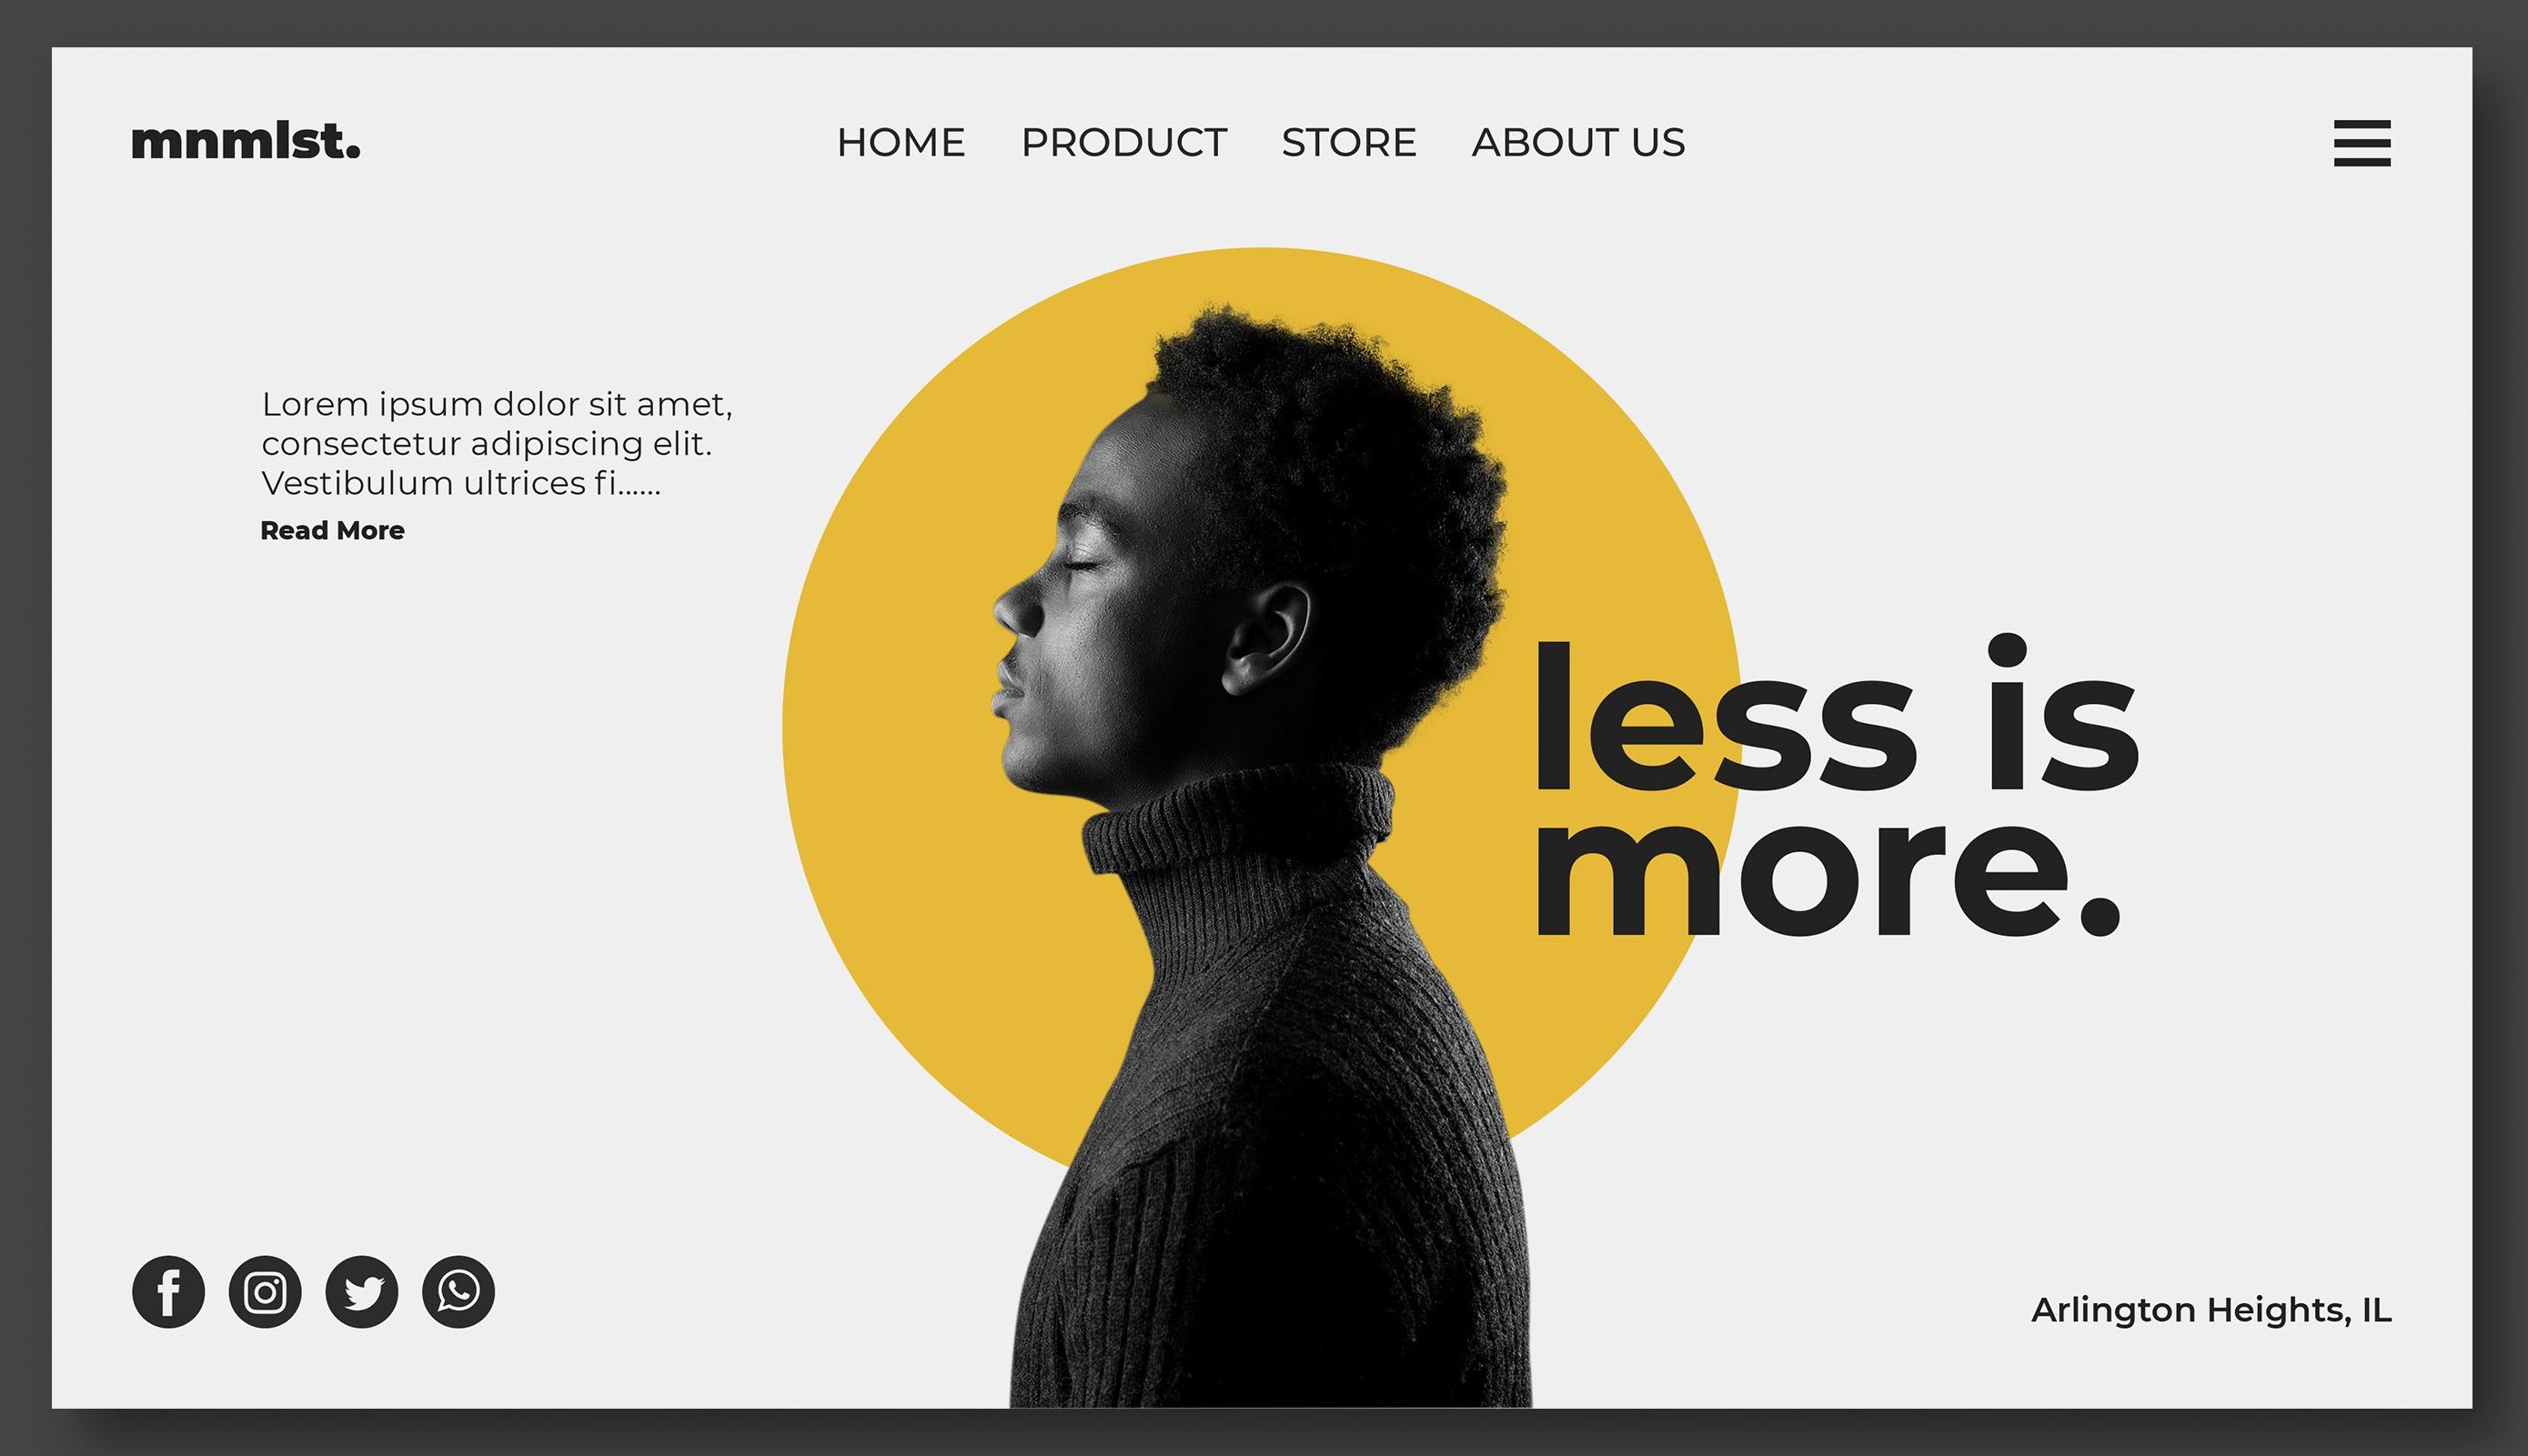 mnmlst.
HOME PRODUCT STORE ABOUT US
Lorem ipsum dolor sit amet,
consectetur adipiscing elit.
Vestibulum ultrices fi......
Read More
less is
more.
Arlington Heights, IL